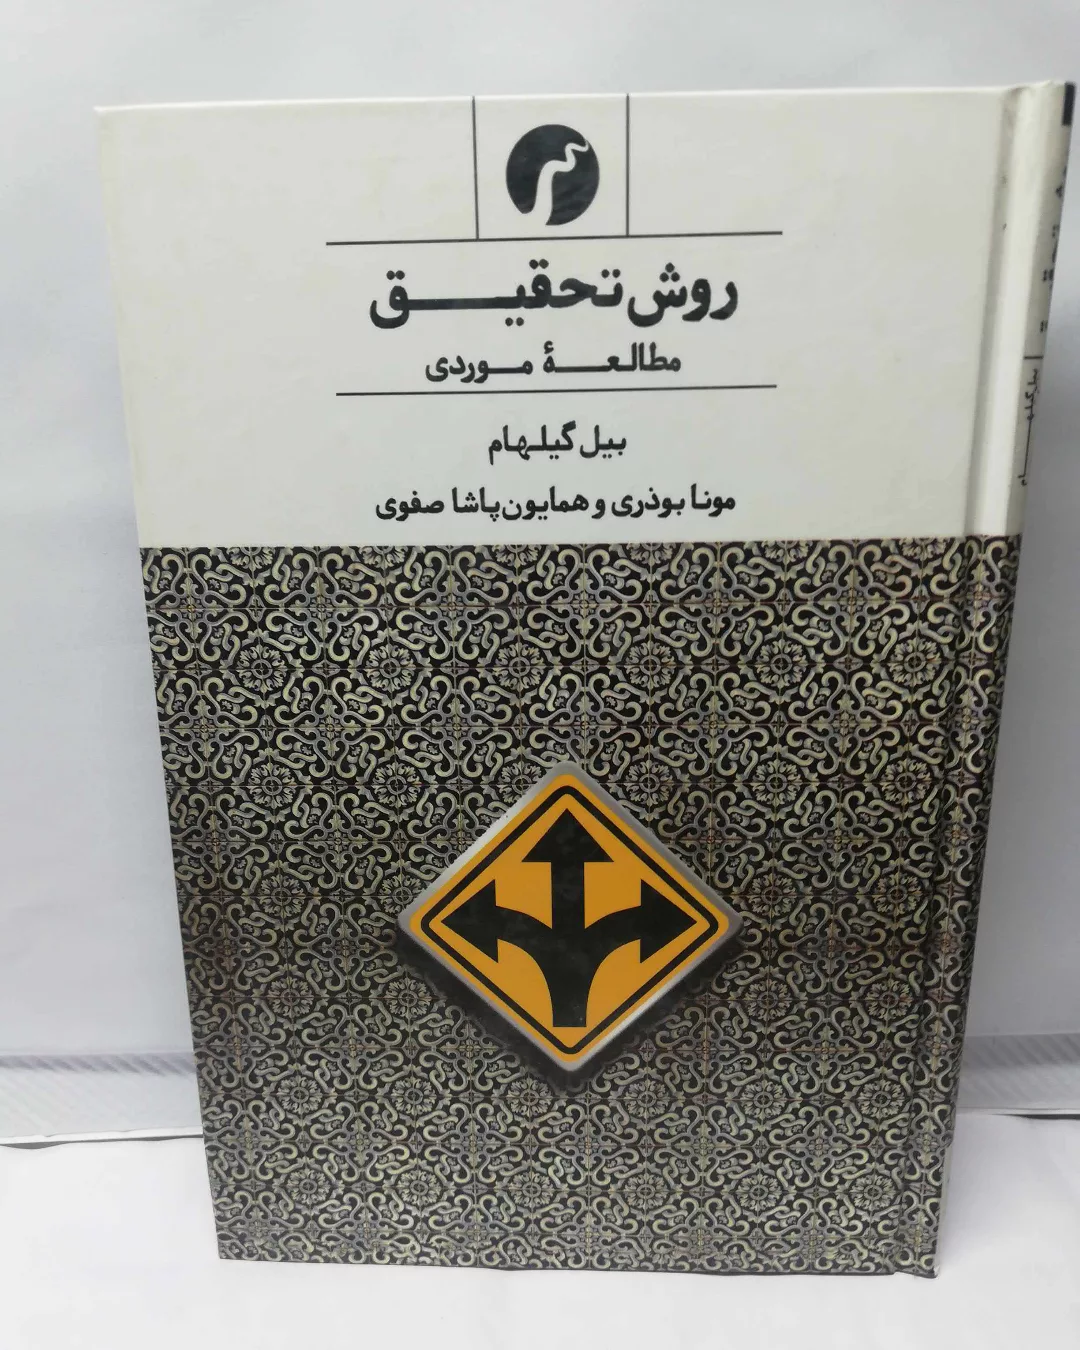 روش تحقیق
مطالعهٔ موردی
بیل گیلهام
مونا بوذری و همایون پاشا صفوی